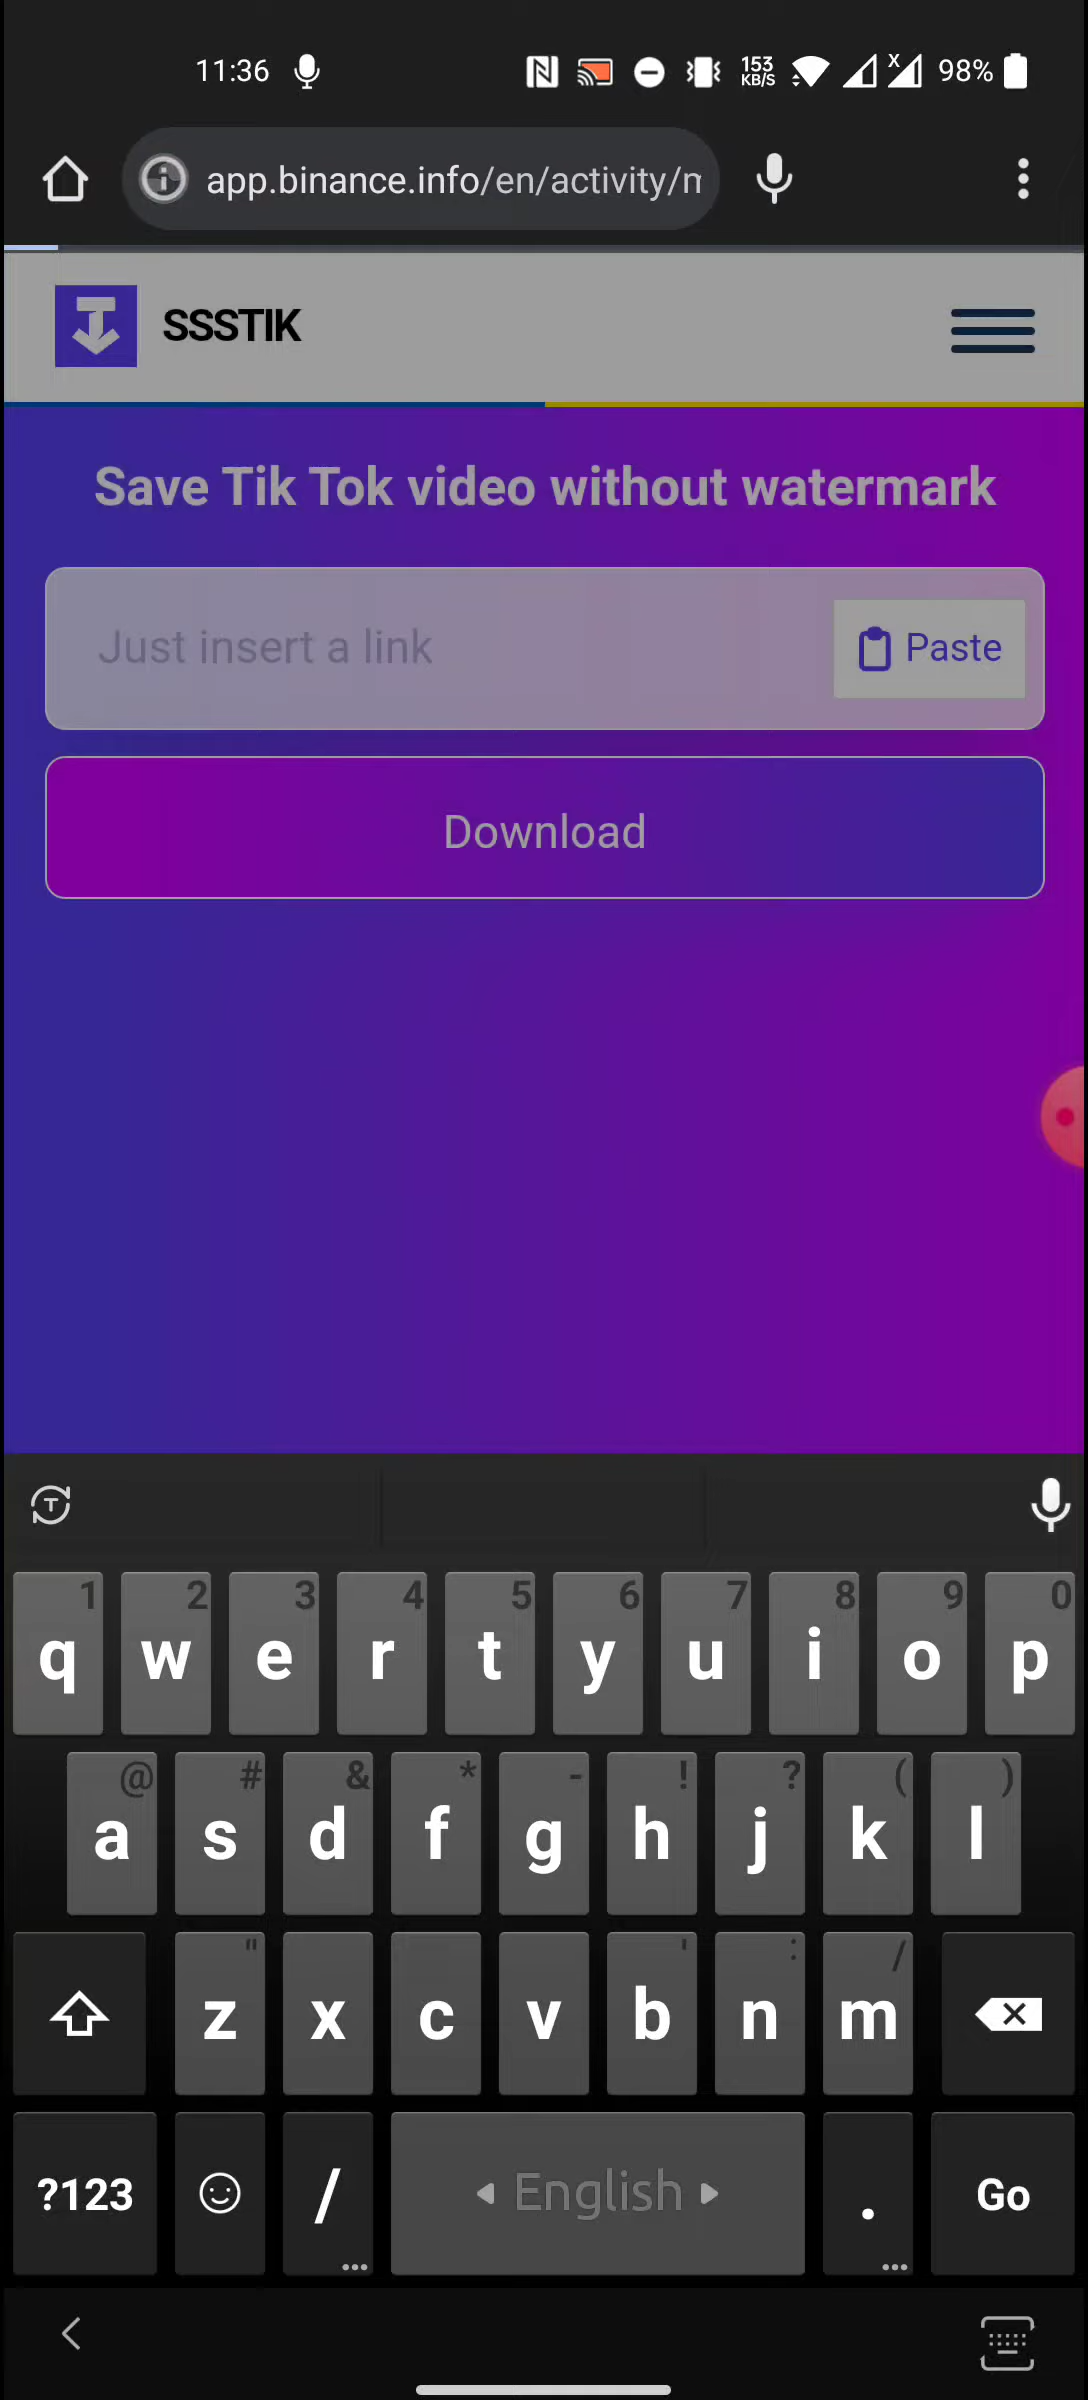 11:36 153 KB/S X 98%
app.binance.info/en/activity/m
SSSTIK
Save Tik Tok video without watermark
Just insert a link
Paste
Download
1 2 3 4 5 6 7 8 9 0
q w e r t y u i o p
@ # & * - ! ? ( )
a s d f g h j k l
" ' : /
z x c v b n m
?123 / English . Go